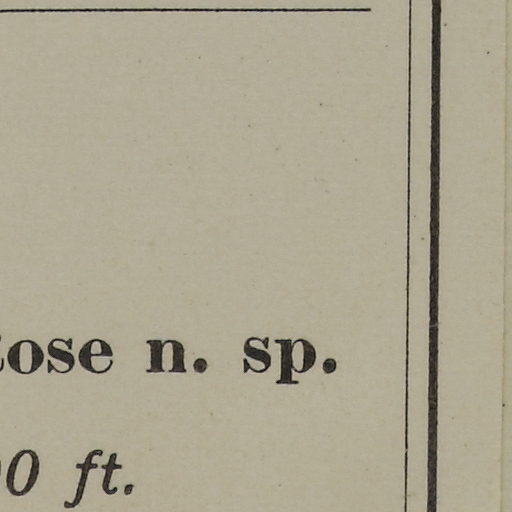 ose n. sp.
0 ft.